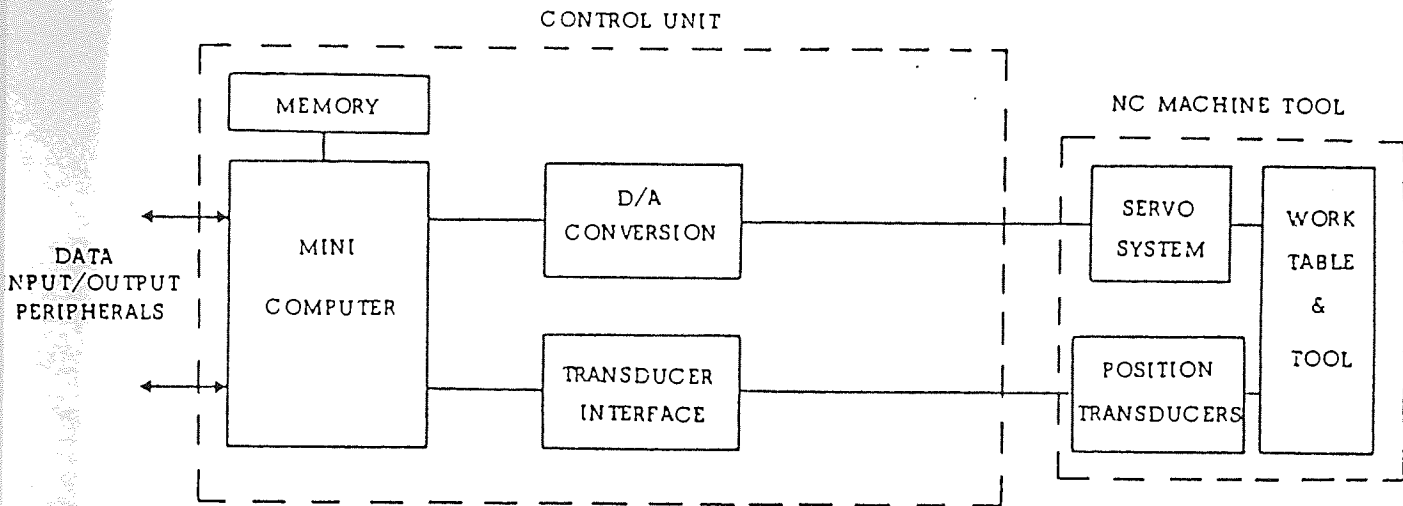 CONTROL UNIT
MEMORY
NC MACHINE TOOL
D/A
CONVERSION
SERVO
SYSTEM
WORK
TABLE
&
TOOL
MINI
COMPUTER
DATA
NPUT/OUTPUT
PERIPHERALS
TRANSDUCER
INTERFACE
POSITION
TRANSDUCERS